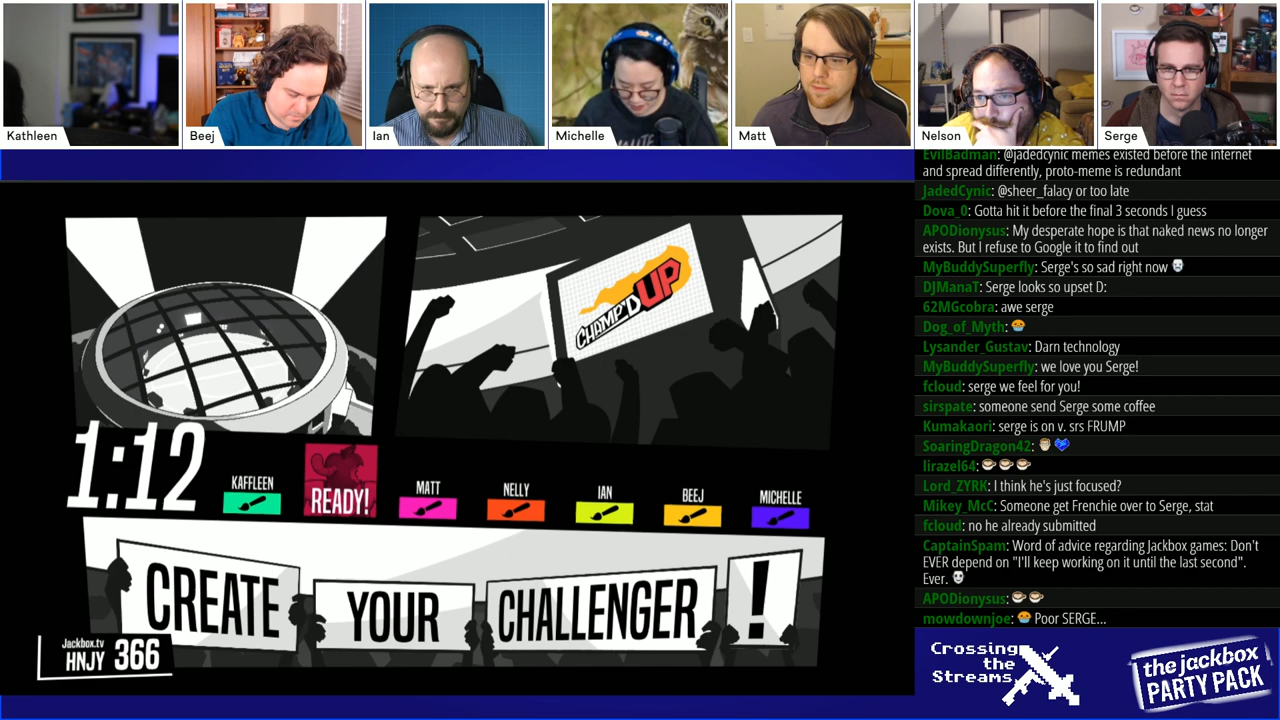 Kathleen
Beej
Ian
Michelle
Matt
Nelson
Serge
EvilBadman: @jadedcynic memes existed before the internet
and spread differently, proto-meme is redundant
JadedCynic: @sheer_falacy or too late
Dova_0: Gotta hit it before the final 3 seconds I guess
APODionysus: My desperate hope is that naked news no longer
exists. But I refuse to Google it to find out
MyBuddySuperfly: Serge's so sad right now
DJManaT: Serge looks so upset D:
62MGcobra: awe serge
Dog_of_Myth:
Lysander_Gustav: Darn technology
MyBuddySuperfly: we love you Serge!
fcloud: serge we feel for you!
sirspate: someone send Serge some coffee
Kumakaori: serge is on v. srs FRUMP
SoaringDragon42:
lirazel64:
Lord_ZYRK: I think he's just focused?
Mikey_McC: Someone get Frenchie over to Serge, stat
fcloud: no he already submitted
CaptainSpam: Word of advice regarding Jackbox games: Don't
EVER depend on "I'll keep working on it until the last second".
Ever.
APODionysus:
mowdownjoe: Poor SERGE...
CHAMP'D UP
1:12
KAFFLEEN
READY!
MATT
NELLY
IAN
BEEJ
MICHELLE
CREATE YOUR CHALLENGER !
Jackbox.tv
HNJY 366
Crossing
the
Streams
the jackbox
PARTY PACK